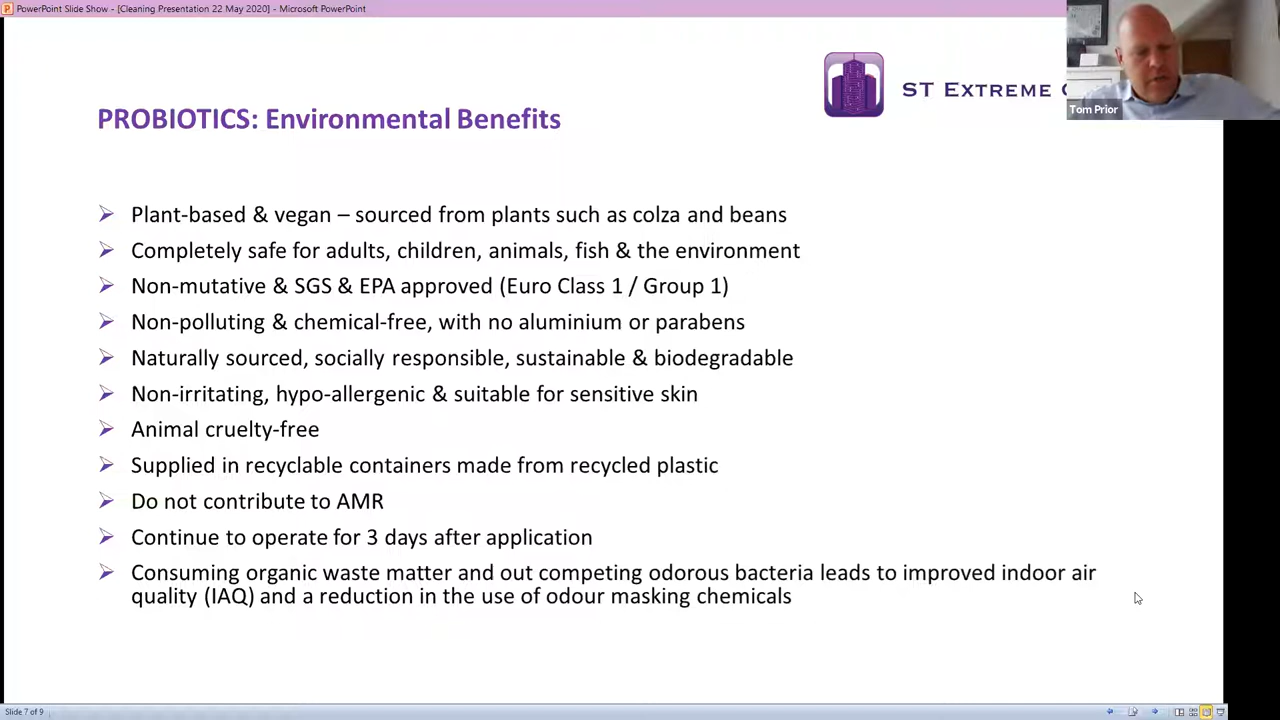 PowerPoint Slide Show - [Cleaning Presentation 22 May 2020] - Microsoft PowerPoint
ST EXTREME
Tom Prior
PROBIOTICS: Environmental Benefits
Plant-based & vegan – sourced from plants such as colza and beans
Completely safe for adults, children, animals, fish & the environment
Non-mutative & SGS & EPA approved (Euro Class 1 / Group 1)
Non-polluting & chemical-free, with no aluminium or parabens
Naturally sourced, socially responsible, sustainable & biodegradable
Non-irritating, hypo-allergenic & suitable for sensitive skin
Animal cruelty-free
Supplied in recyclable containers made from recycled plastic
Do not contribute to AMR
Continue to operate for 3 days after application
Consuming organic waste matter and out competing odorous bacteria leads to improved indoor air
quality (IAQ) and a reduction in the use of odour masking chemicals
Slide 7 of 9